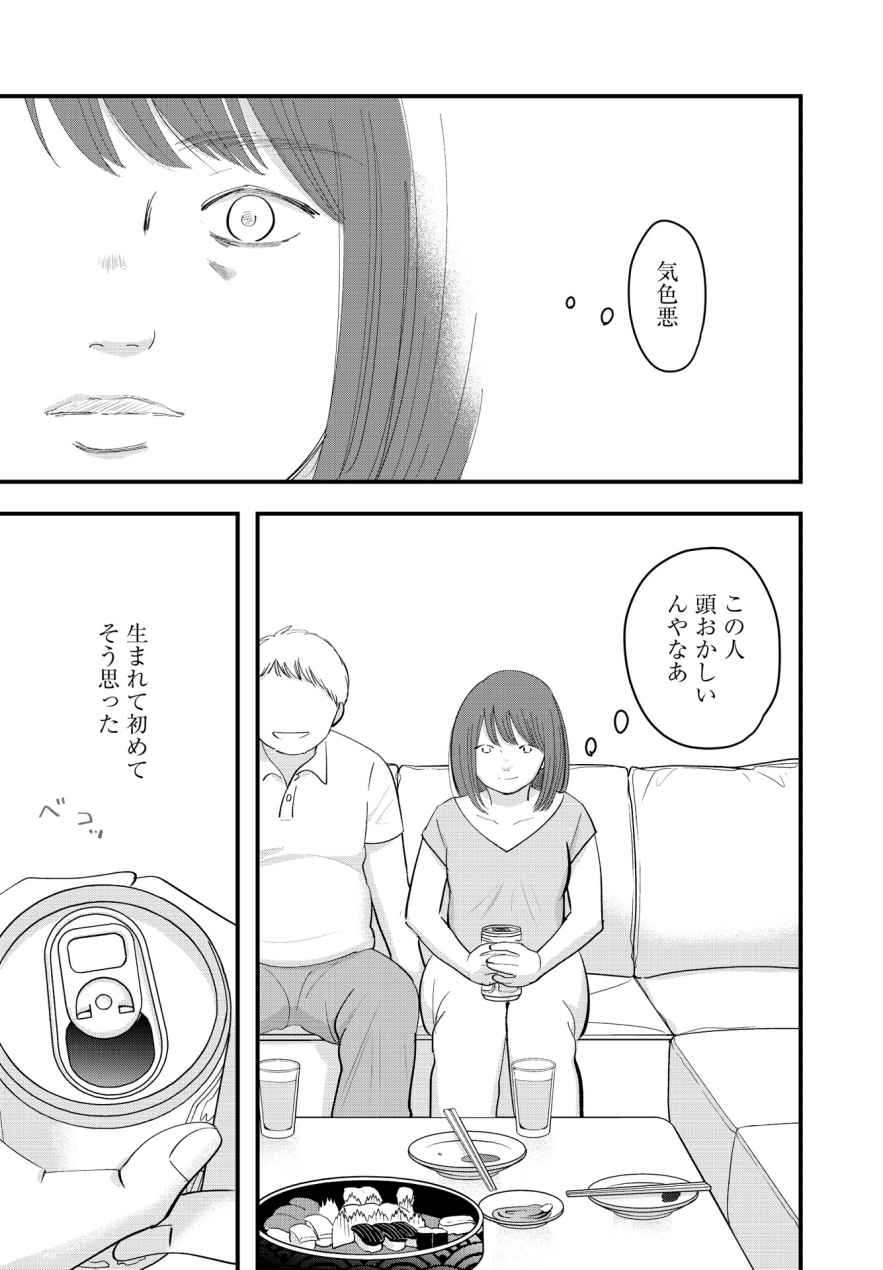 気色悪
この人
頭おかしい
んやなあ
生まれて初めて
そう思った
ベコッ